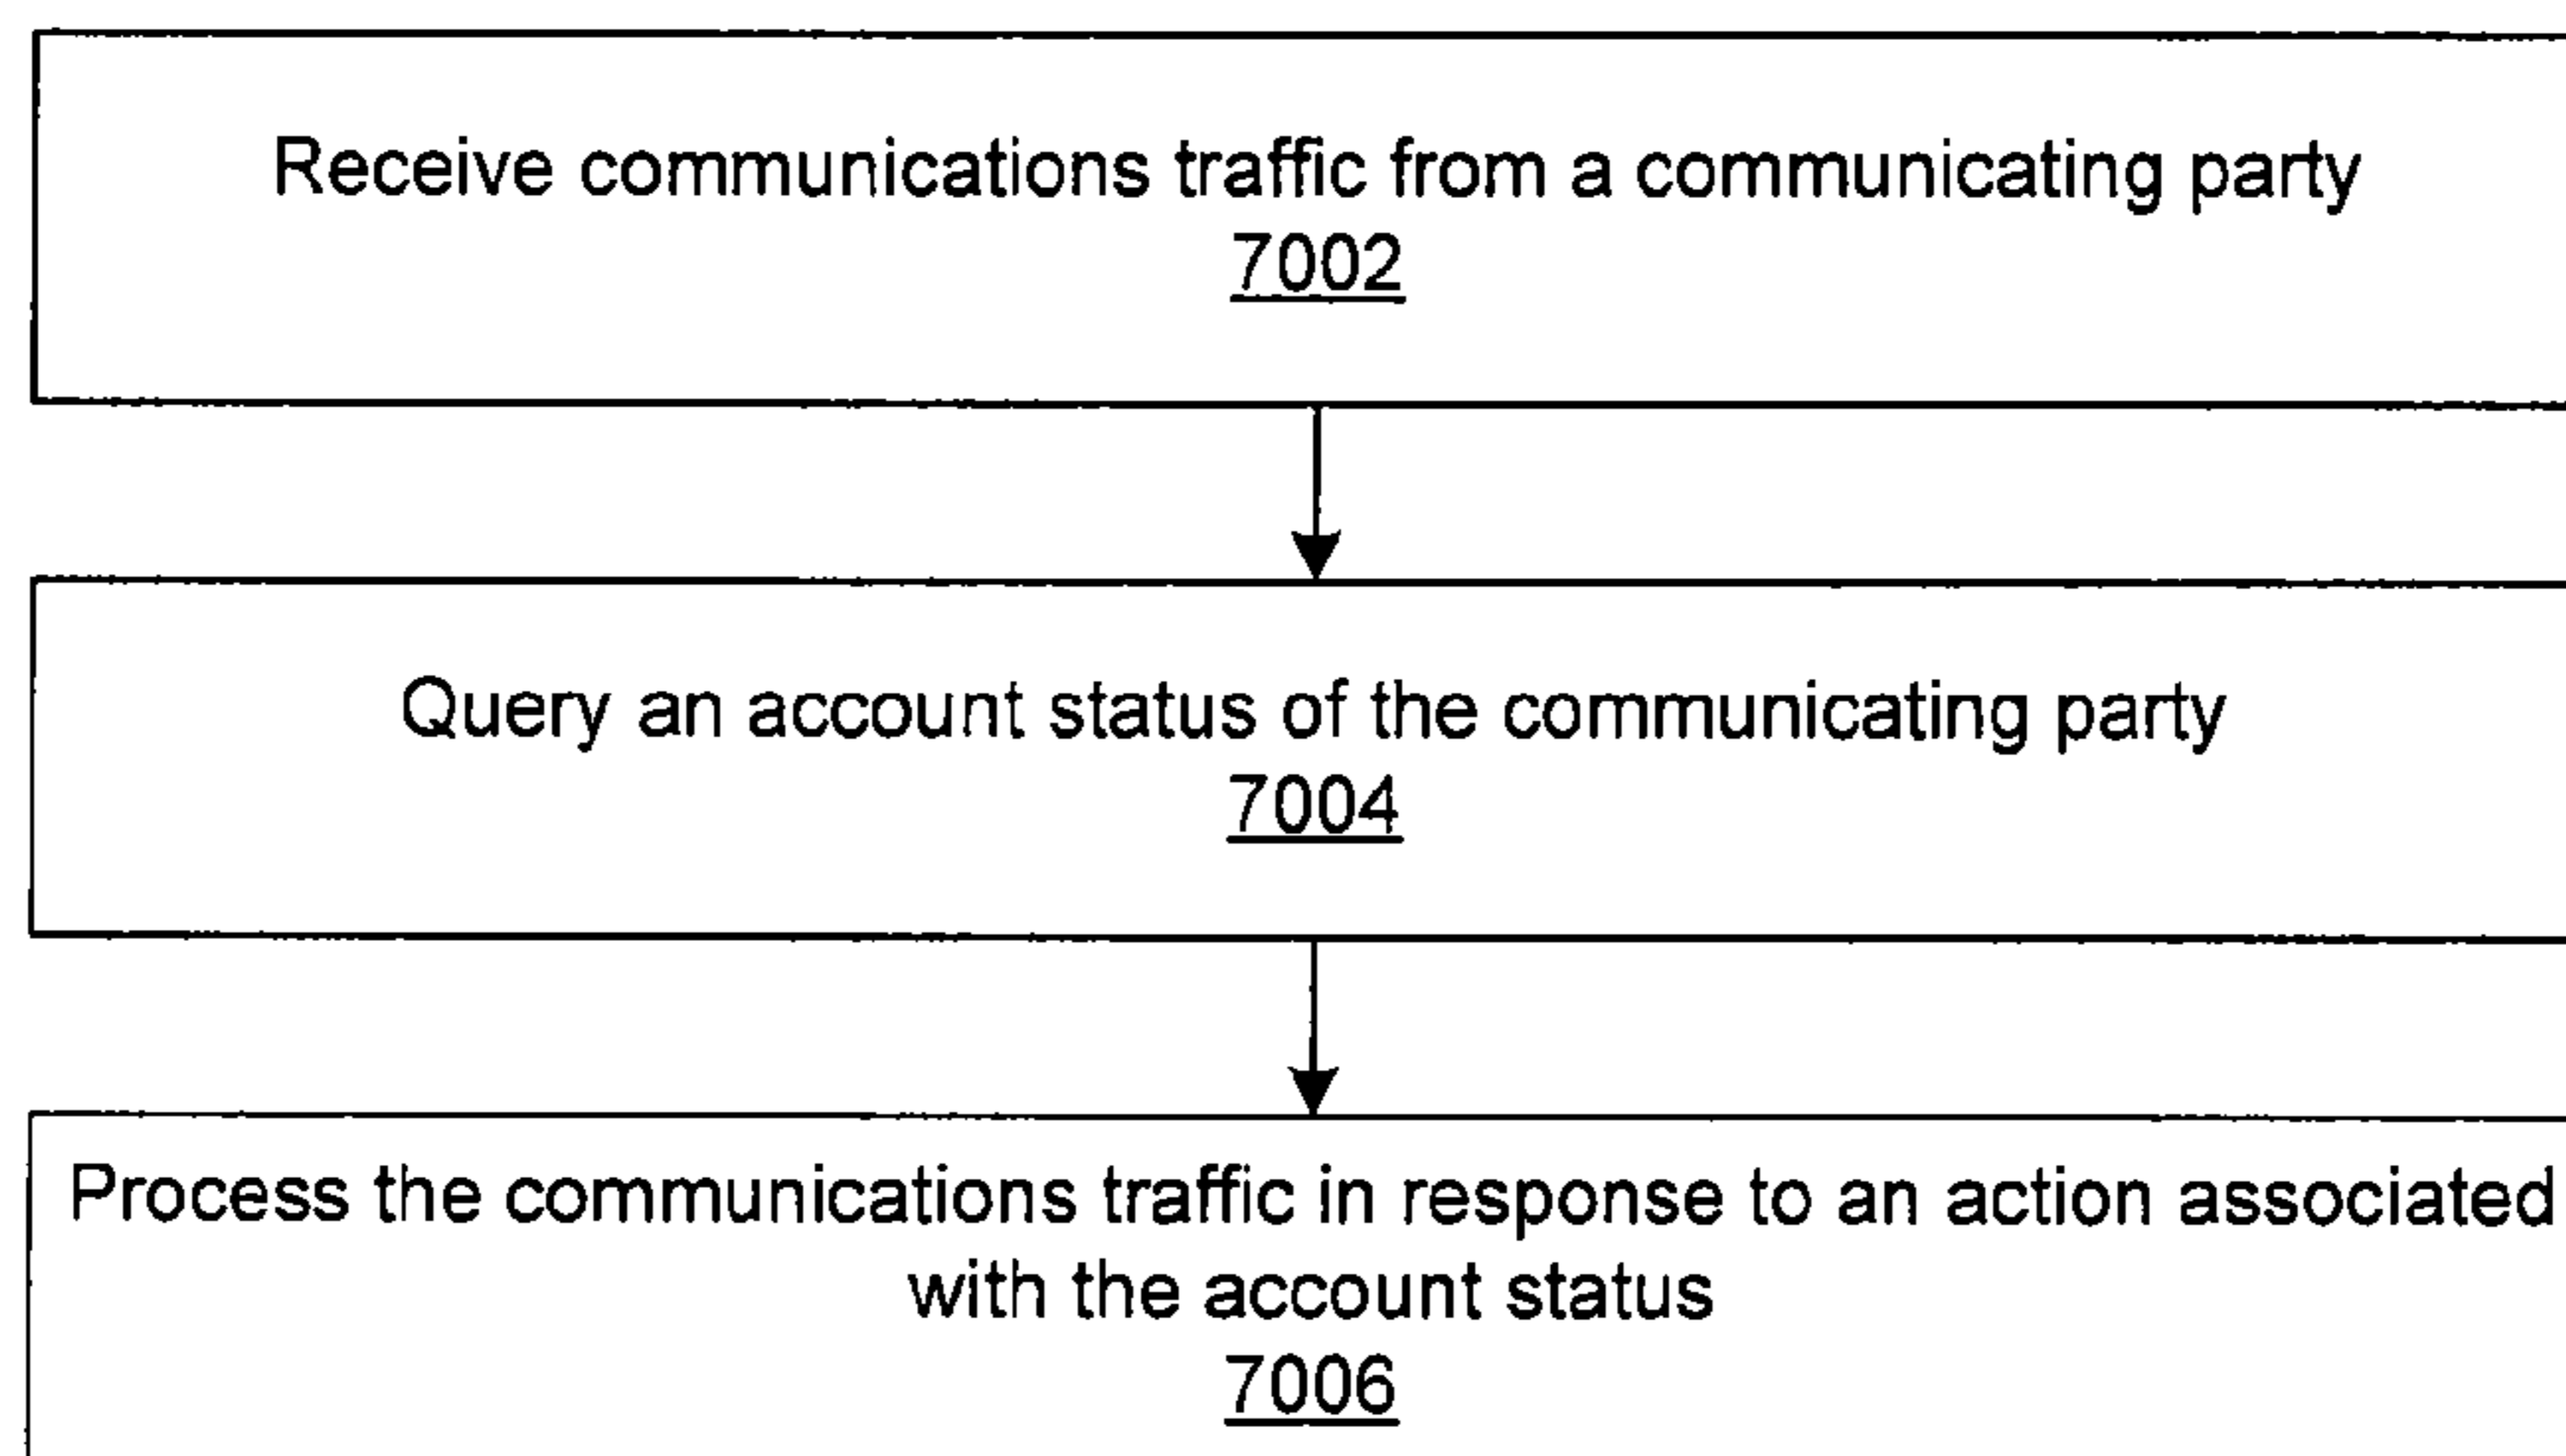 Receive communications traffic from a communicating party
7002
Query an account status of the communicating party
7004
Process the communications traffic in response to an action associated
with the account status
7006